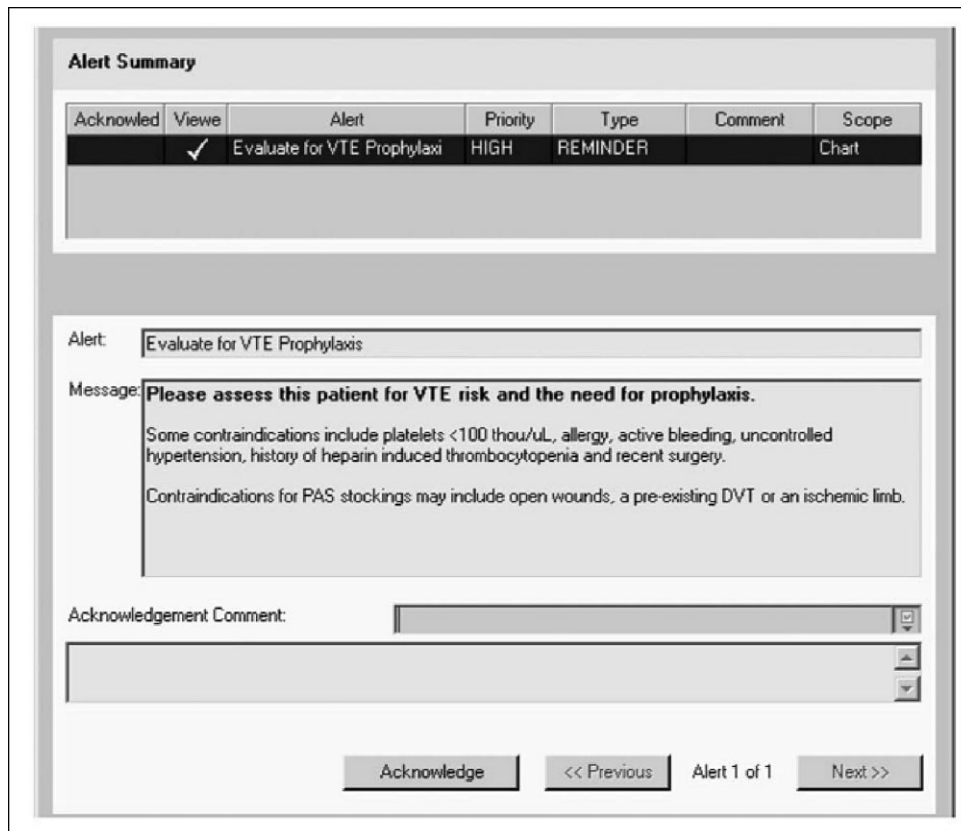 Alert Summary
Acknowled Viewe Alert Priority Type Comment Scope
Evaluate for VTE Prophylaxi HIGH REMINDER Chart
Alert: Evaluate for VTE Prophylaxis
Message: Please assess this patient for VTE risk and the need for prophylaxis.
Some contraindications include platelets <100 thou/uL, allergy, active bleeding, uncontrolled
hypertension, history of heparin induced thrombocytopenia and recent surgery.
Contraindications for PAS stockings may include open wounds, a pre-existing DVT or an ischemic limb.
Acknowledgement Comment:
Acknowledge << Previous Alert 1 of 1 Next >>